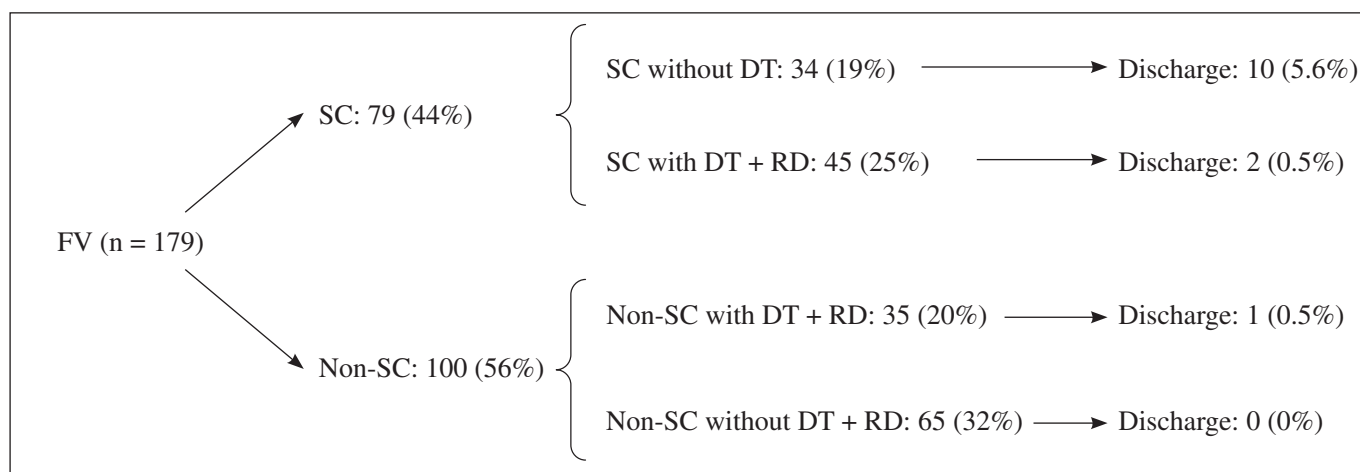 FV (n = 179)
SC: 79 (44%)
SC without DT: 34 (19%)
Discharge: 10 (5.6%)
SC with DT + RD: 45 (25%)
Discharge: 2 (0.5%)
Non-SC: 100 (56%)
Non-SC with DT + RD: 35 (20%)
Discharge: 1 (0.5%)
Non-SC without DT + RD: 65 (32%)
Discharge: 0 (0%)